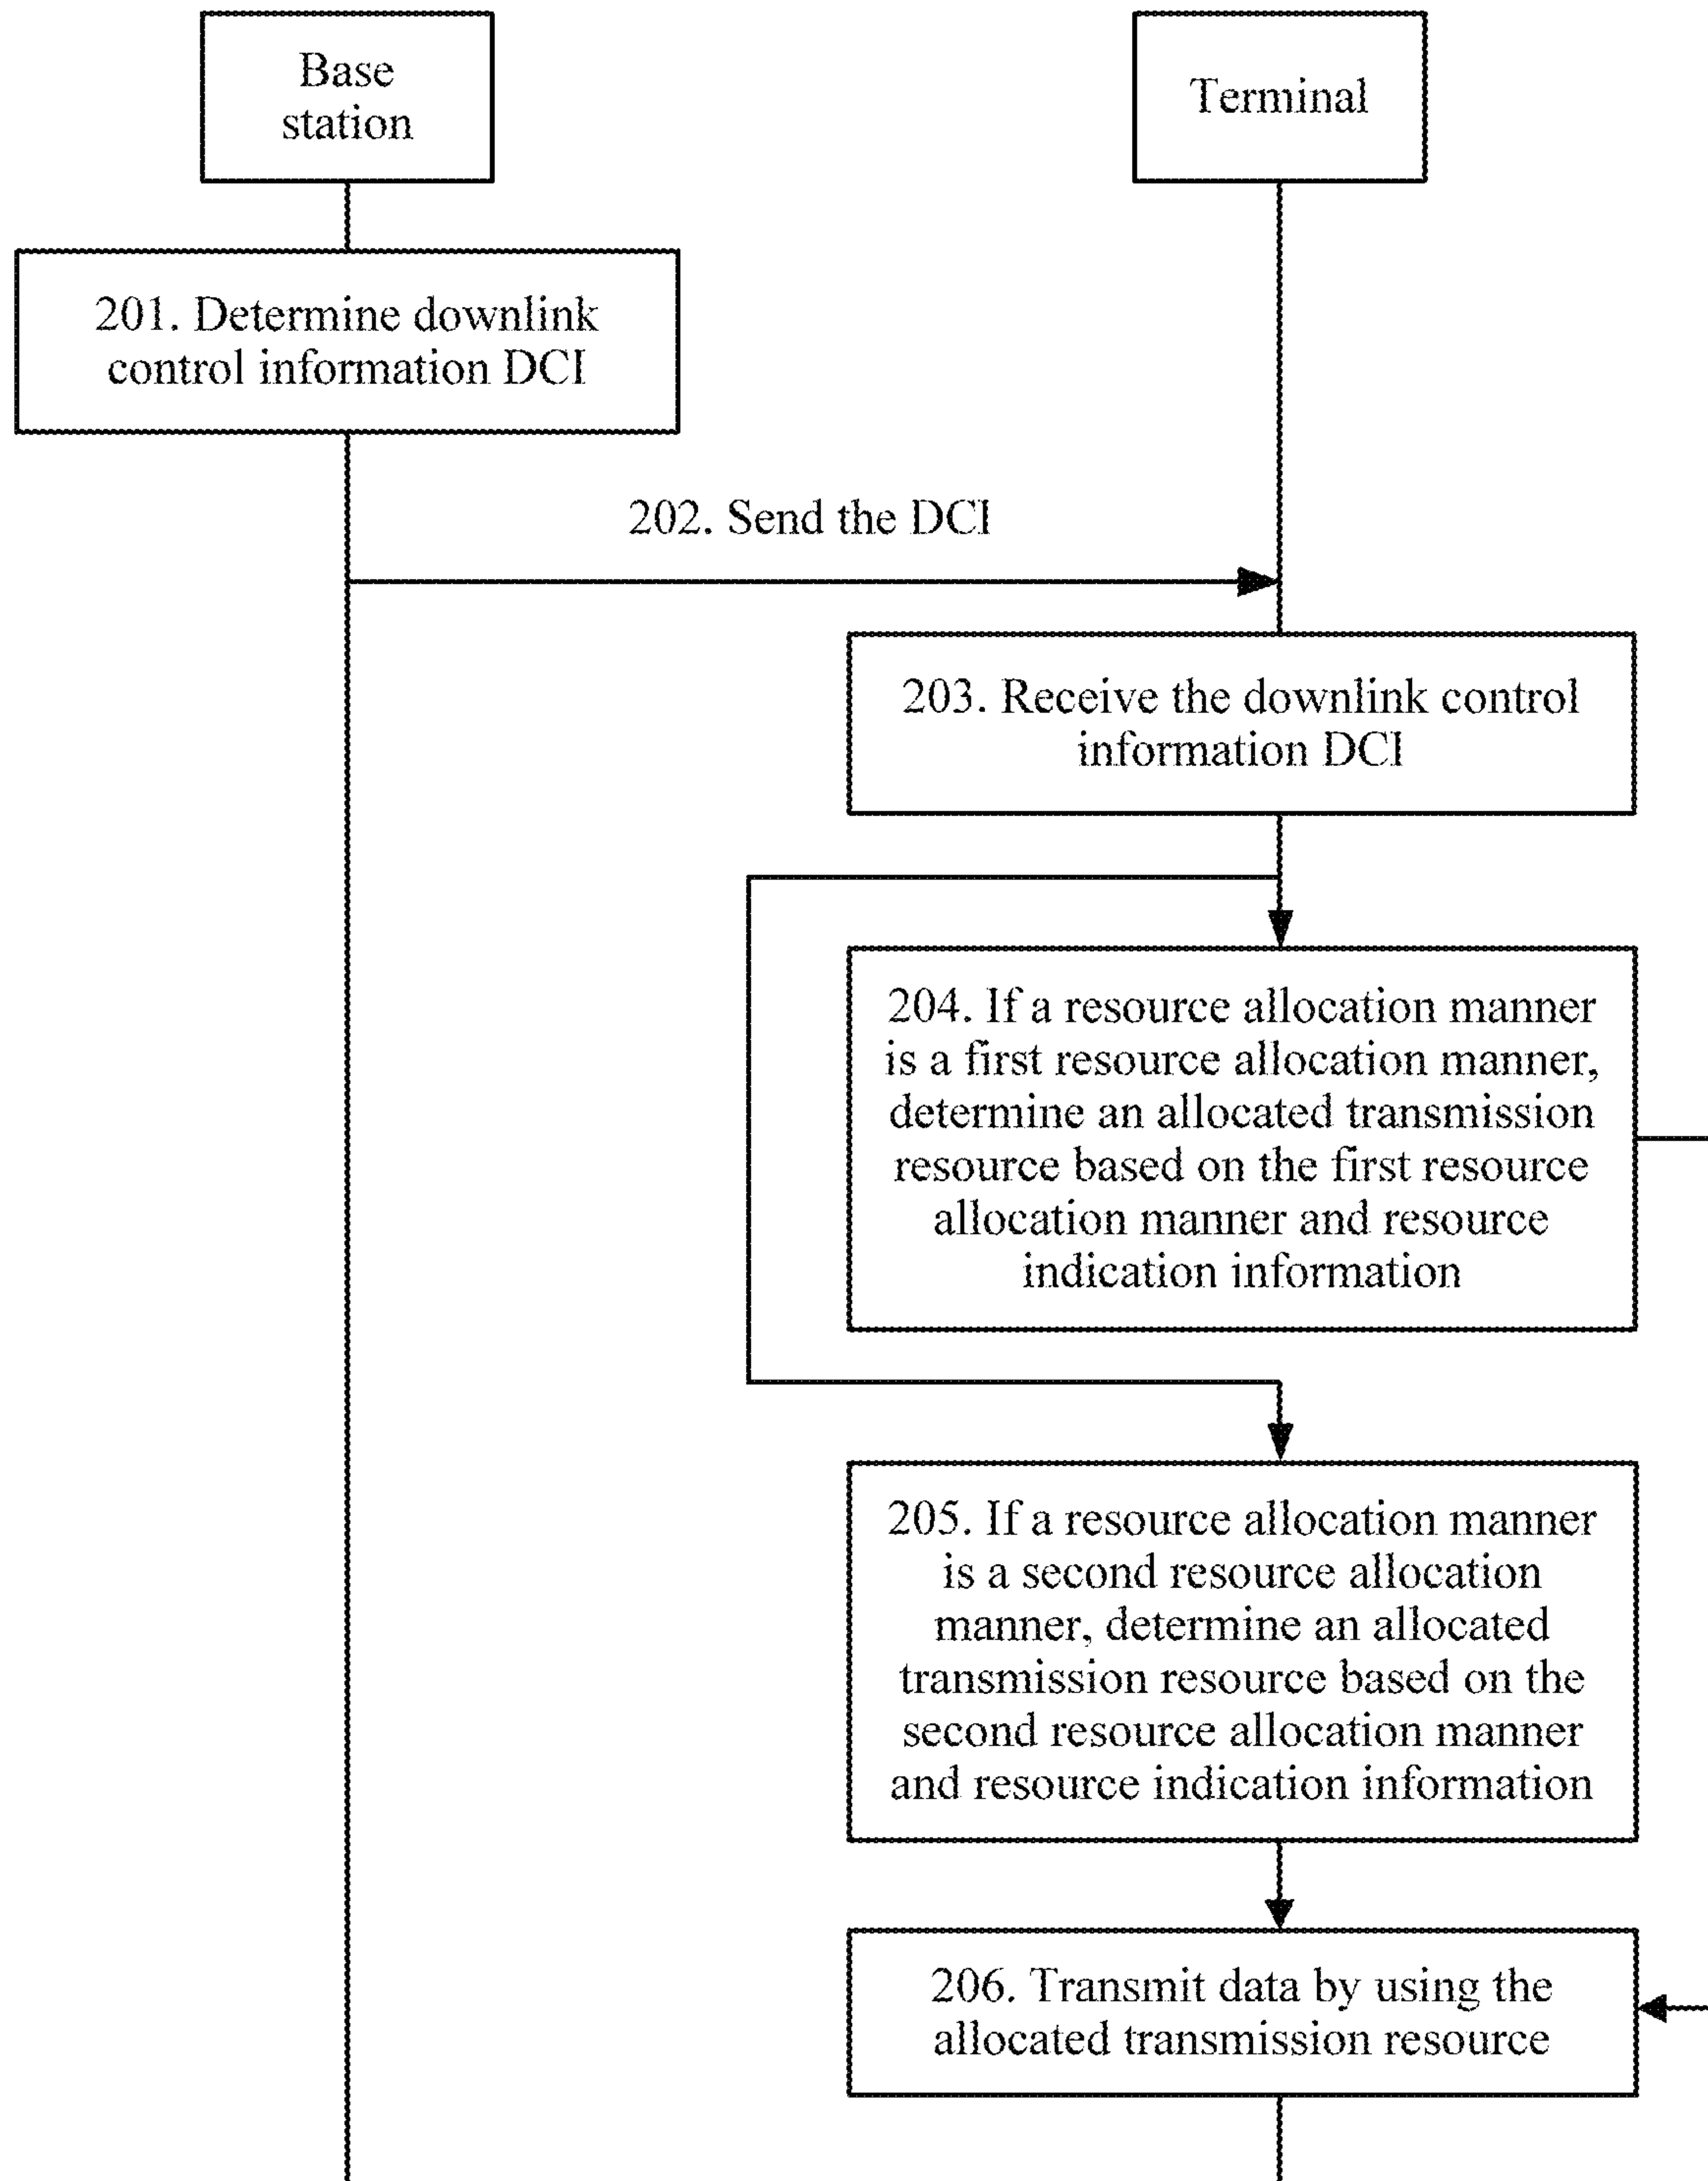 Base
station
Terminal
201. Determine downlink
control information DCI
202. Send the DCI
203. Receive the downlink control
information DCI
204. If a resource allocation manner
is a first resource allocation manner,
determine an allocated transmission
resource based on the first resource
allocation manner and resource
indication information
205. If a resource allocation manner
is a second resource allocation
manner, determine an allocated
transmission resource based on the
second resource allocation manner
and resource indication information
206. Transmit data by using the
allocated transmission resource